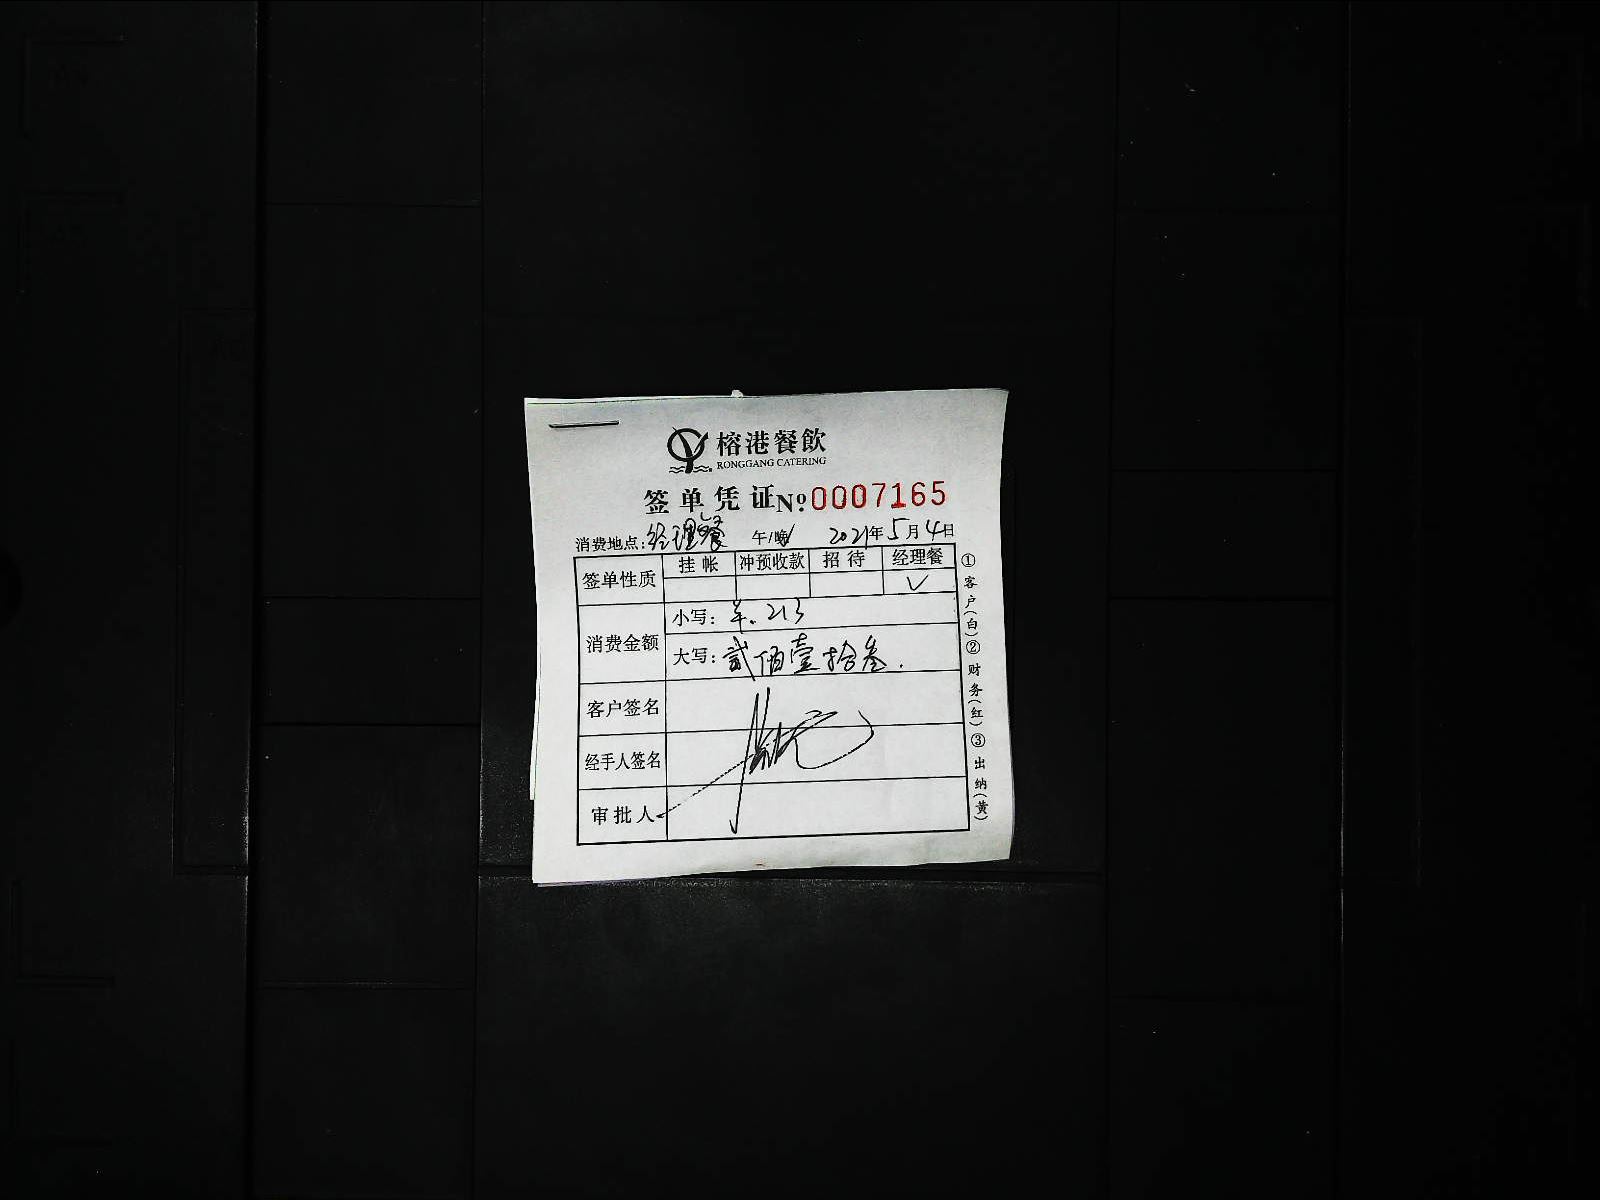 榕港餐飲
RONGGANG CATERING
签单凭证 №:0007165
消费地点:经理餐 午/晚 2021年5月4日
签单性质 挂帐 冲预收款 招待 经理餐
✓
消费金额 小写: 羊. 213
大写: 贰佰壹拾叁.
客户签名
经手人签名
审批人
①客户(白)②财务(红)③出纳(黄)